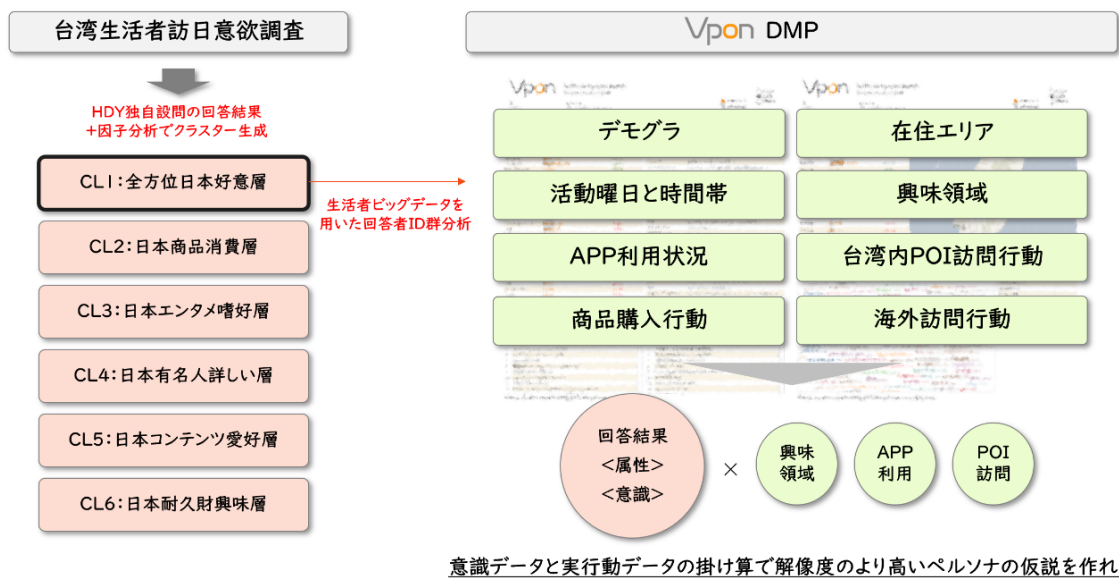 台湾生活者訪日意欲調査
HDY独自設問の回答結果
+因子分析でクラスター生成
CL1:全方位日本好意層
CL2:日本商品消費層
CL3:日本エンタメ嗜好層
CL4:日本有名人詳しい層
CL5:日本コンテンツ愛好層
CL6:日本耐久財興味層
生活者ビッグデータを
用いた回答者ID群分析
Vpon DMP
Vpon
Vpon
デモグラ
在住エリア
活動曜日と時間帯
興味領域
APP利用状況
台湾内POI訪問行動
商品購入行動
海外訪問行動
回答結果
<属性>
<意識>
×
興味
領域
APP
利用
POI
訪問
意識データと実行動データの掛け算で解像度のより高いペルソナの仮説を作れ